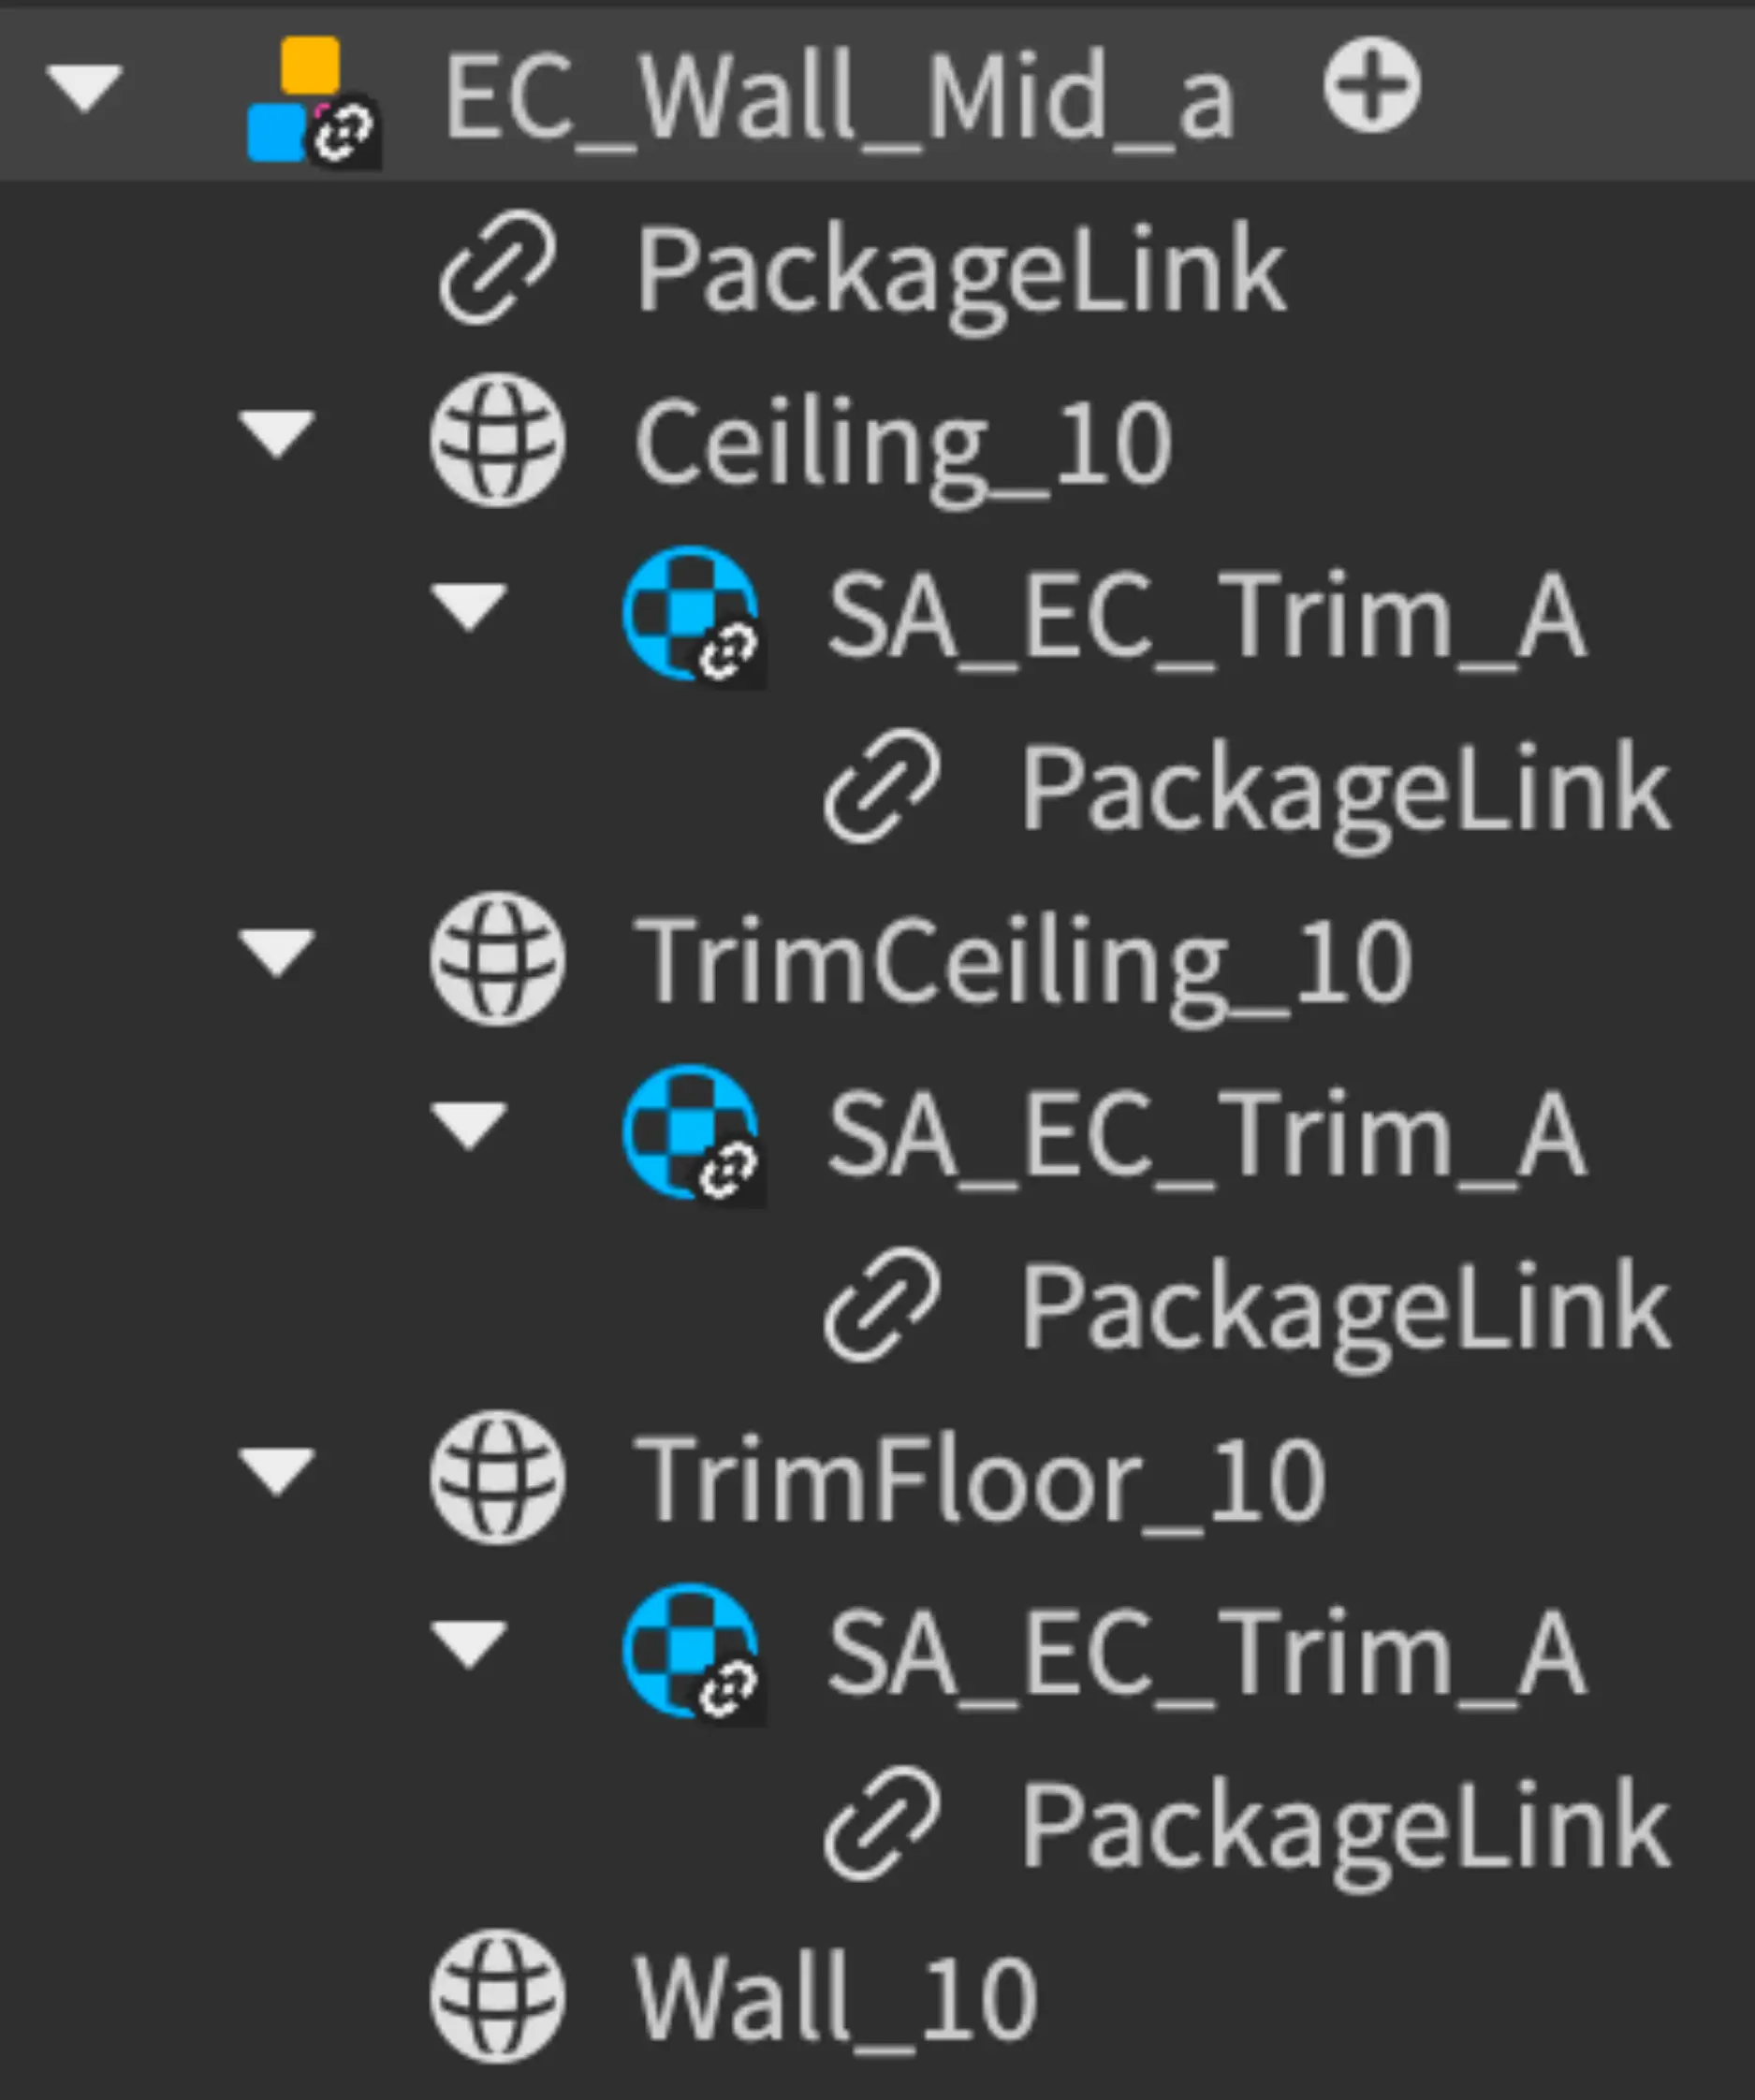 EC_Wall_Mid_a
PackageLink
Ceiling_10
SA_EC_Trim_A
PackageLink
TrimCeiling_10
SA_EC_Trim_A
PackageLink
TrimFloor_10
SA_EC_Trim_A
PackageLink
Wall_10